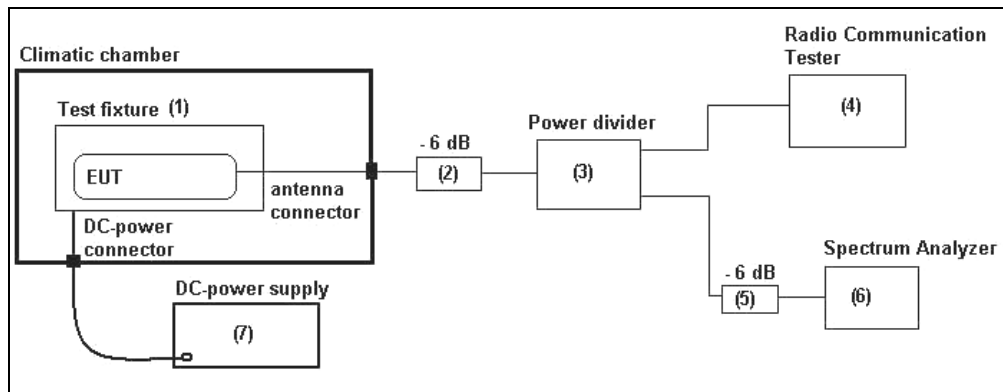 Climatic chamber
Test fixture (1)
EUT
antenna
connector
DC-power
connector
DC-power supply
(7)
- 6 dB
(2)
Power divider
(3)
Radio Communication
Tester
(4)
- 6 dB
(5)
Spectrum Analyzer
(6)